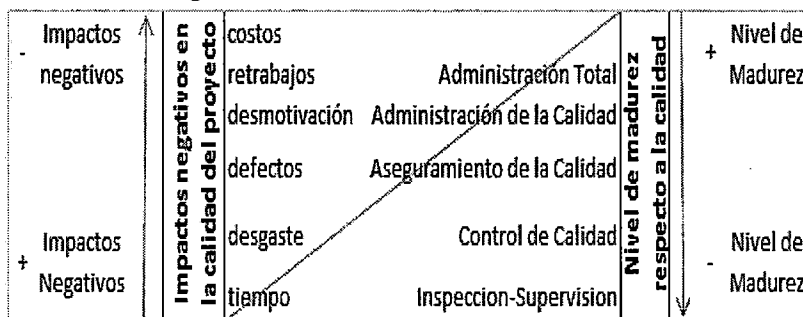 - Impactos negativos
Impactos negativos en la calidad del proyecto
costos
retrabajos
desmotivación
defectos
desgaste
tiempo
+ Impactos Negativos
Administración Total
Administración de la Calidad
Aseguramiento de la Calidad
Control de Calidad
Inspeccion-Supervision
Nivel de madurez respecto a la calidad
+ Nivel de Madurez
- Nivel de Madurez